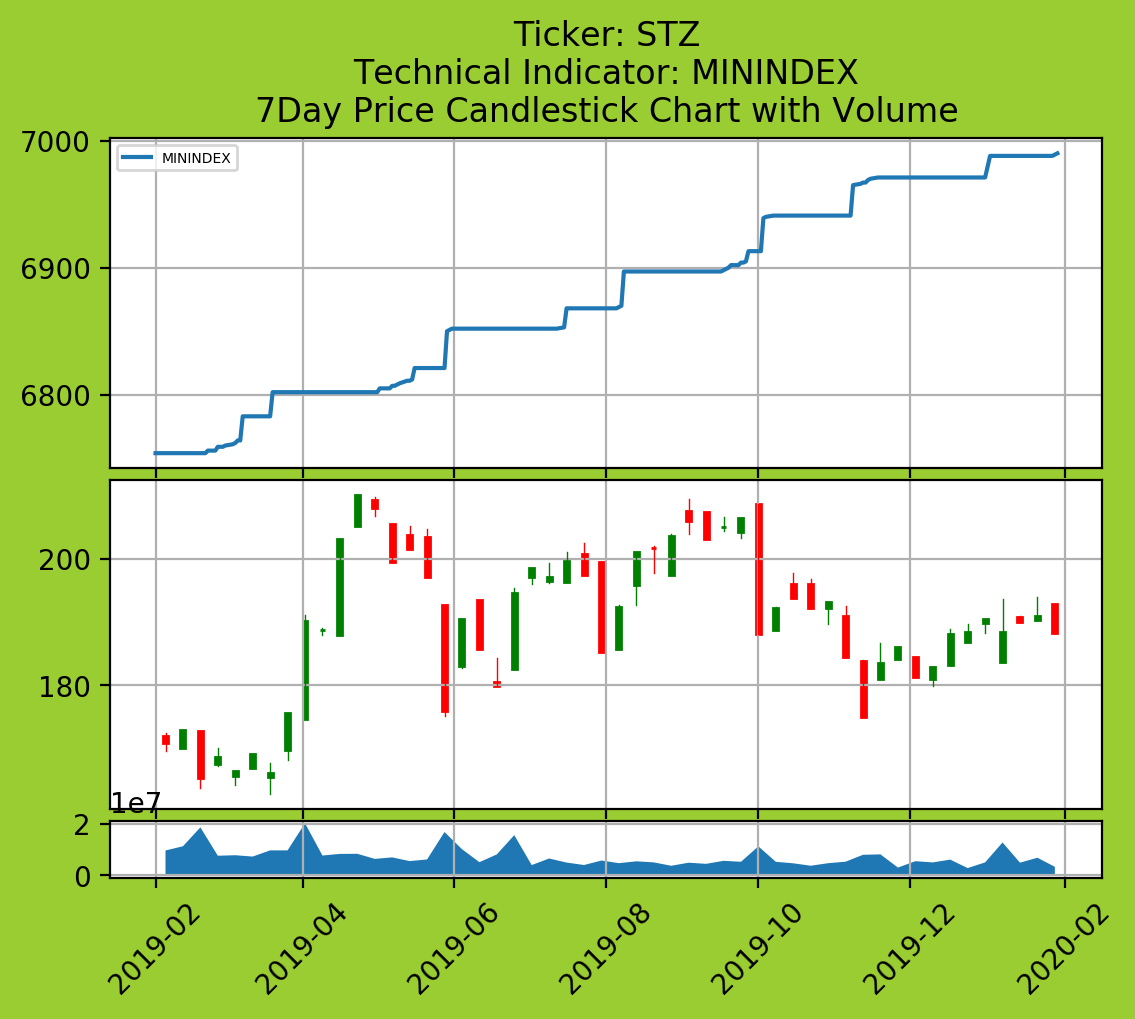 Ticker: STZ
Technical Indicator: MININDEX
7Day Price Candlestick Chart with Volume
7000
MININDEX
6900
6800
200
180
1e7
2
0
2019-02
2019-04
2019-06
2019-08
2019-10
2019-12
2020-02